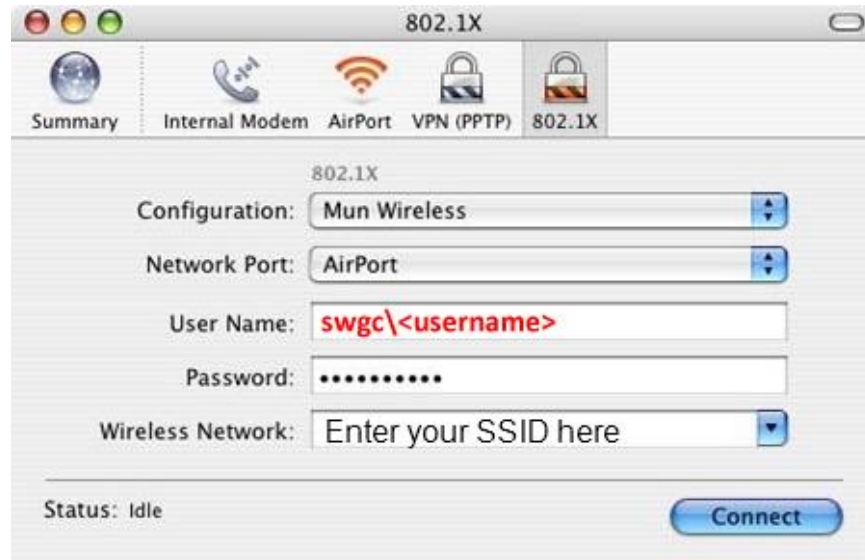 802.1X
Summary
Internal Modem
AirPort
VPN (PPTP)
802.1X
802.1X
Configuration: Mun Wireless
Network Port: AirPort
User Name: swgc\<username>
Password: ••••••••••
Wireless Network: Enter your SSID here
Status: Idle
Connect